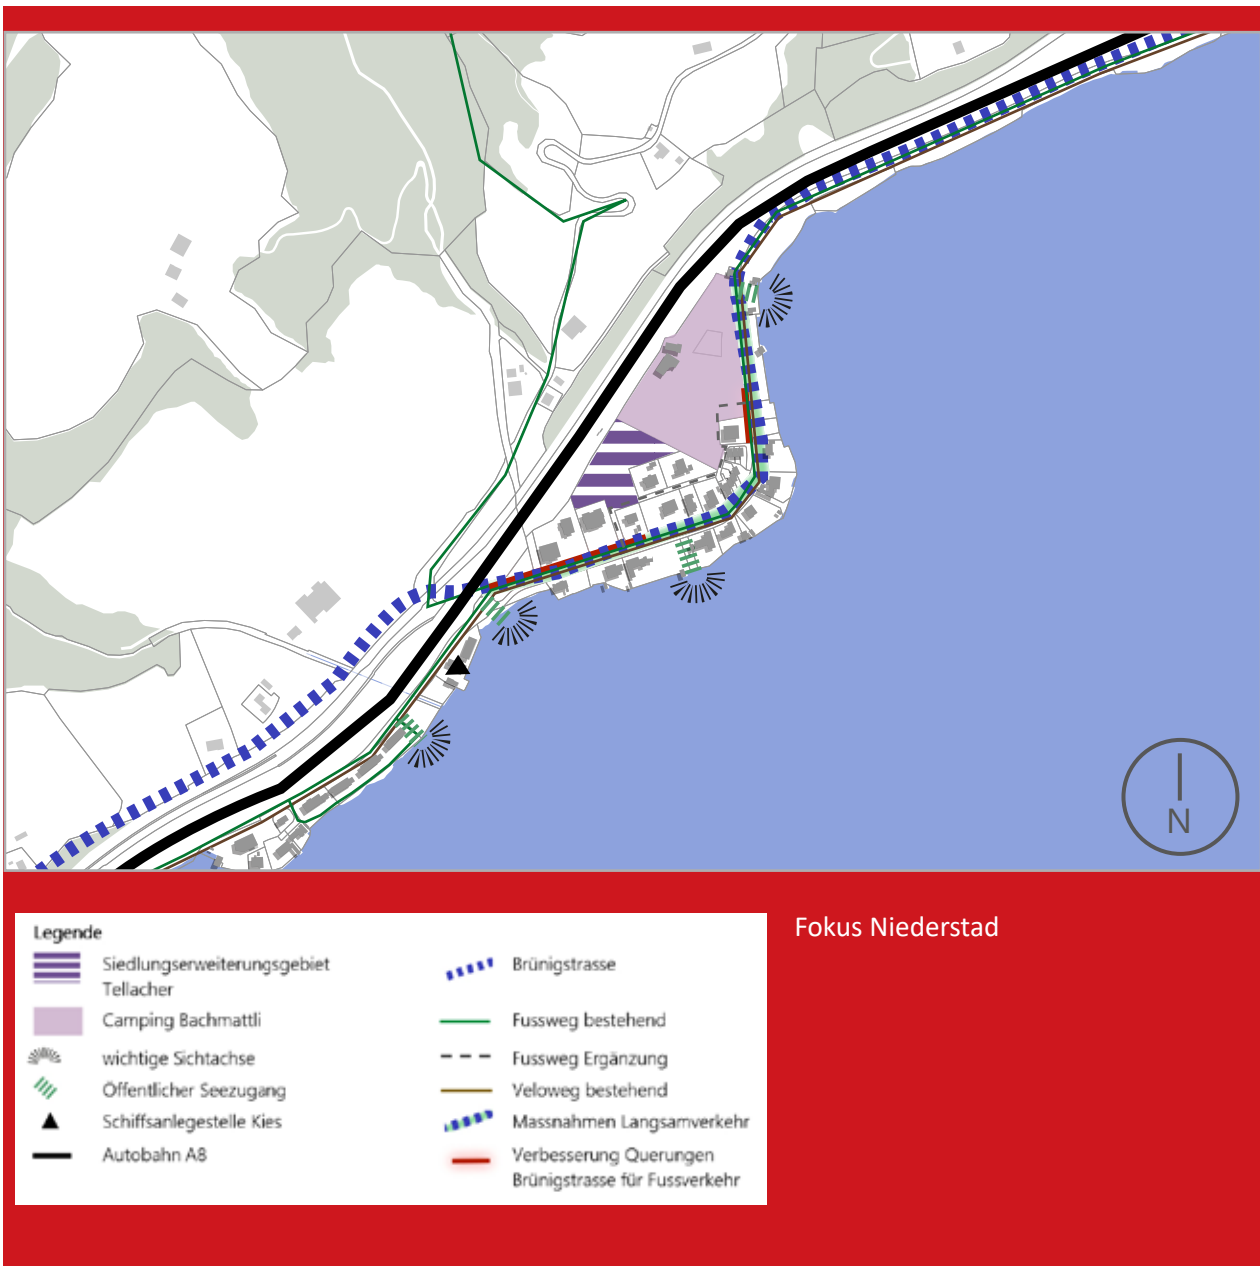 N
Fokus Niederstad
Legende
Siedlungserweiterungsgebiet
Tellacher
Camping Bachmattli
wichtige Sichtachse
Öffentlicher Seezugang
Schiffsanlegestelle Kies
Autobahn A8
Brünigstrasse
Fussweg bestehend
Fussweg Ergänzung
Veloweg bestehend
Massnahmen Langsamverkehr
Verbesserung Querungen
Brünigstrasse für Fussverkehr